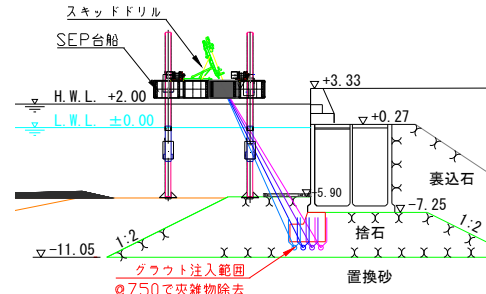 スキッドドリル
SEP台船
+3.33
H.W.L. +2.00
L.W.L. ±0.00
+0.27
裏込石
-5.90
-7.25
捨石
1:2
1:2
-11.05
グラウト注入範囲
@750で夾雑物除去
置換砂